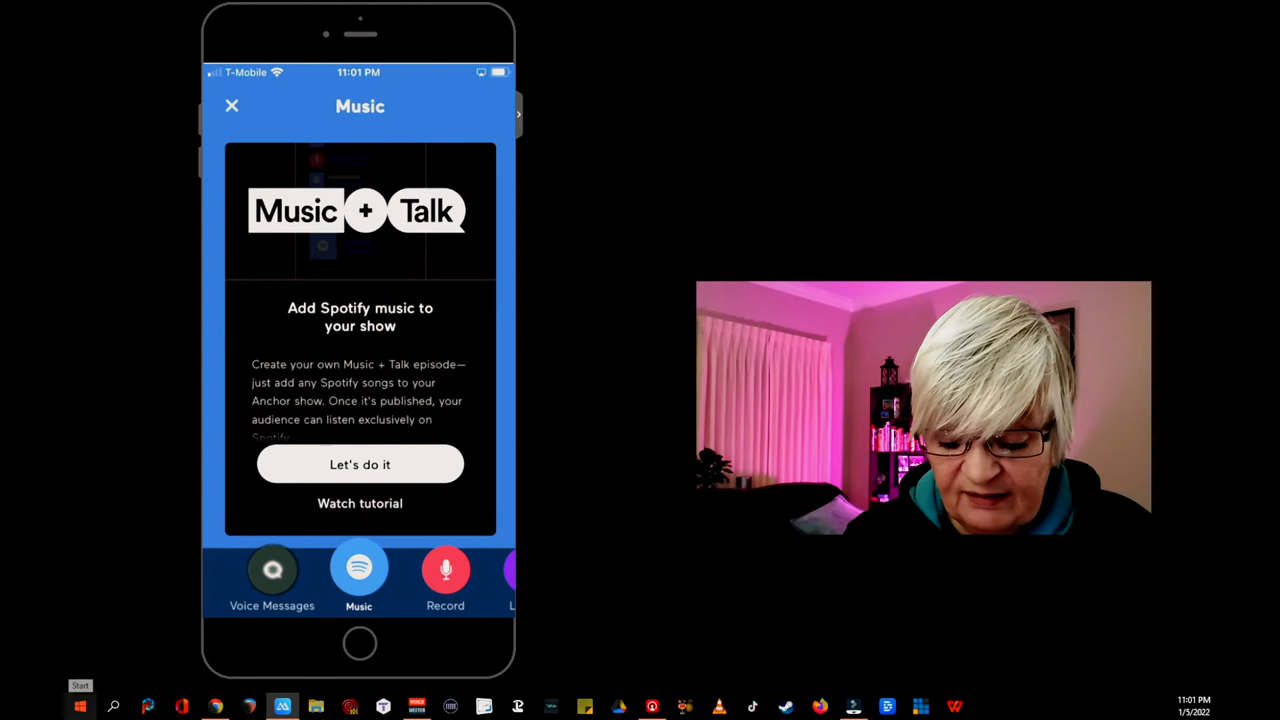 T-Mobile 11:01 PM
Music
Music + Talk
Add Spotify music to
your show
Create your own Music + Talk episode—
just add any Spotify songs to your
Anchor show. Once it's published, your
audience can listen exclusively on
Spotify
Let's do it
Watch tutorial
Voice Messages Music Record L
Start
11:01 PM
1/5/2022